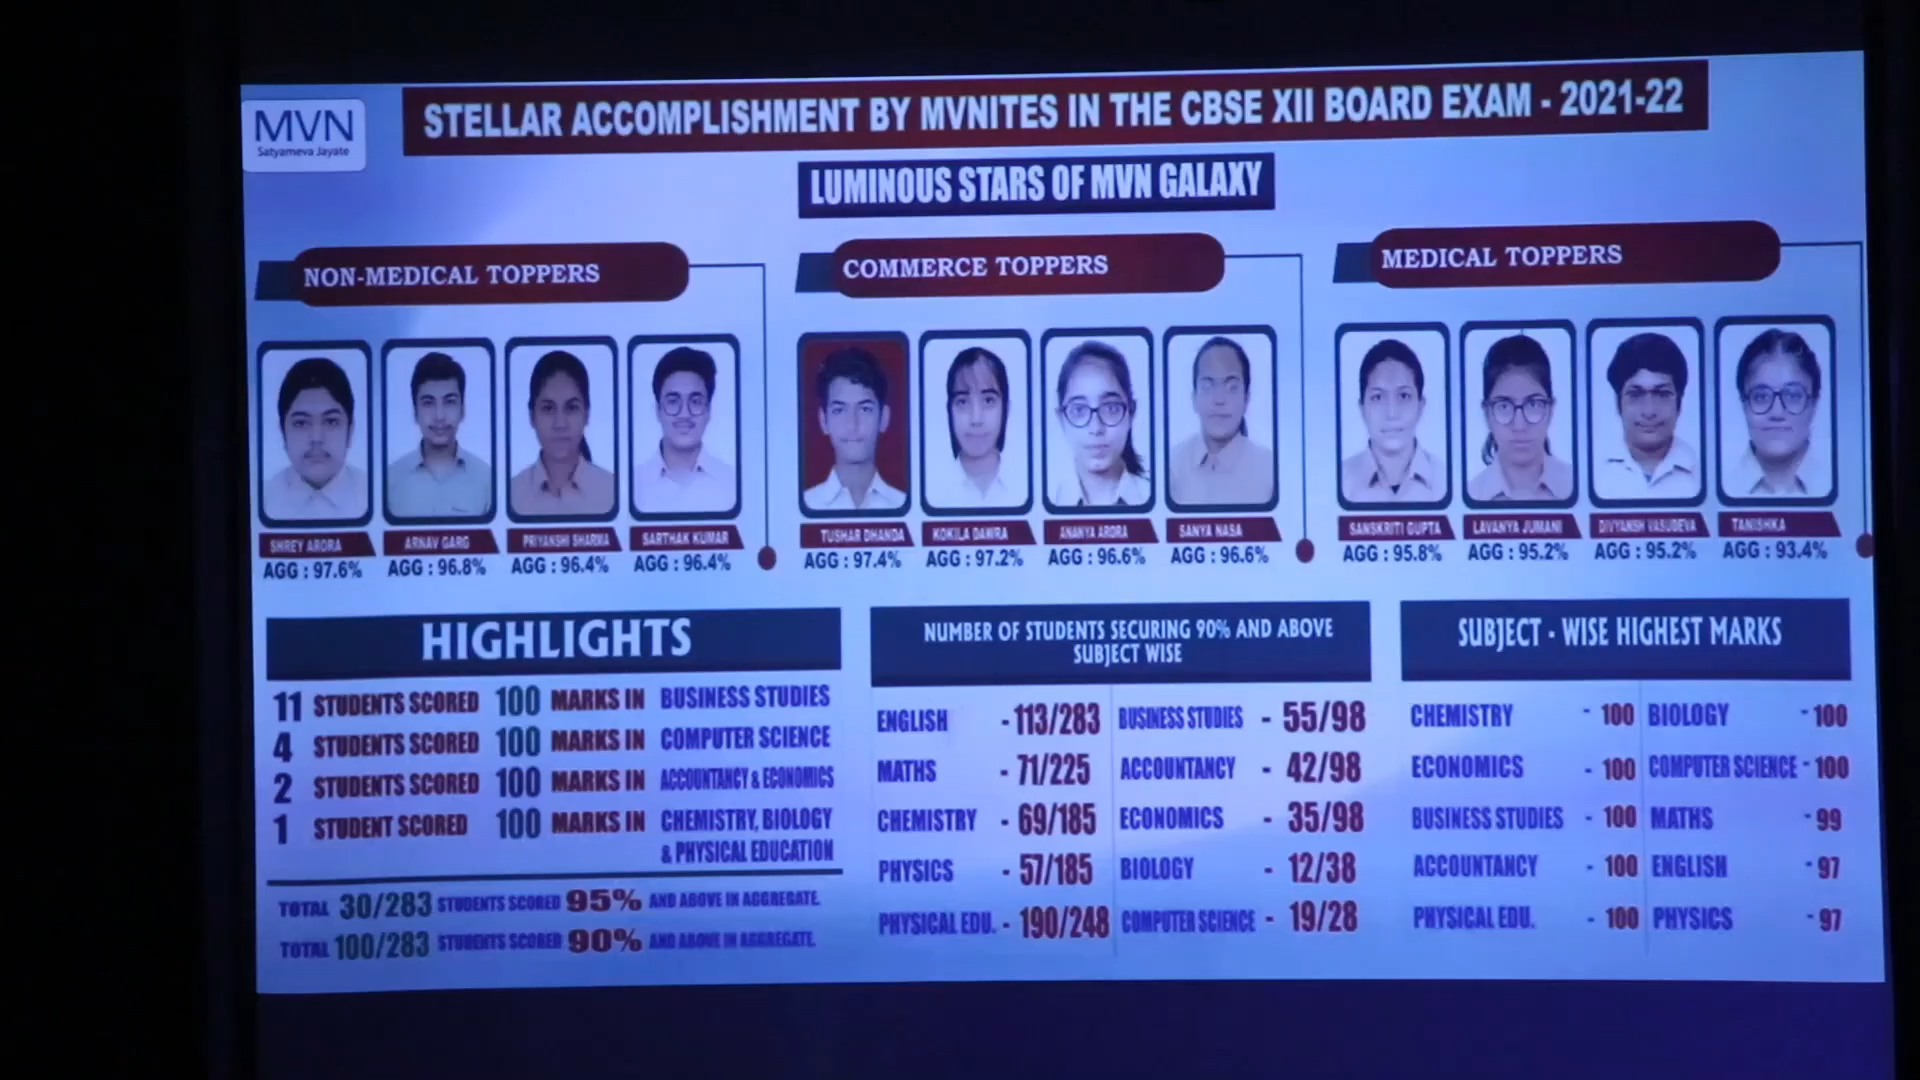 MVN
Satyameva Jayate
STELLAR ACCOMPLISHMENT BY MVNITES IN THE CBSE XII BOARD EXAM - 2021-22
LUMINOUS STARS OF MVN GALAXY
NON-MEDICAL TOPPERS
SHREY ARORA
AGG : 97.6%
ARNAV GARG
AGG : 96.8%
PRIYANSHI SHARMA
AGG : 96.4%
SARTHAK KUMAR
AGG : 96.4%
COMMERCE TOPPERS
TUSHAR DHANDA
AGG : 97.4%
KOKILA DAWRA
AGG : 97.2%
ANANYA ARORA
AGG : 96.6%
SANYA NASA
AGG : 96.6%
MEDICAL TOPPERS
SANSKRITI GUPTA
AGG : 95.8%
LAVANYA JUMANI
AGG : 95.2%
DIVYANSH VASUDEVA
AGG : 95.2%
TANISHKA
AGG : 93.4%
HIGHLIGHTS
11 STUDENTS SCORED 100 MARKS IN BUSINESS STUDIES
4 STUDENTS SCORED 100 MARKS IN COMPUTER SCIENCE
2 STUDENTS SCORED 100 MARKS IN ACCOUNTANCY & ECONOMICS
1 STUDENT SCORED 100 MARKS IN CHEMISTRY, BIOLOGY
& PHYSICAL EDUCATION
TOTAL 30/283 STUDENTS SCORED 95% AND ABOVE IN AGGREGATE.
TOTAL 100/283 STUDENTS SCORED 90% AND ABOVE IN AGGREGATE.
NUMBER OF STUDENTS SECURING 90% AND ABOVE
SUBJECT WISE
ENGLISH - 113/283 BUSINESS STUDIES - 55/98
MATHS - 71/225 ACCOUNTANCY - 42/98
CHEMISTRY - 69/185 ECONOMICS - 35/98
PHYSICS - 57/185 BIOLOGY - 12/38
PHYSICAL EDU. - 190/248 COMPUTER SCIENCE - 19/28
SUBJECT - WISE HIGHEST MARKS
CHEMISTRY - 100 BIOLOGY - 100
ECONOMICS - 100 COMPUTER SCIENCE - 100
BUSINESS STUDIES - 100 MATHS - 99
ACCOUNTANCY - 100 ENGLISH - 97
PHYSICAL EDU. - 100 PHYSICS - 97